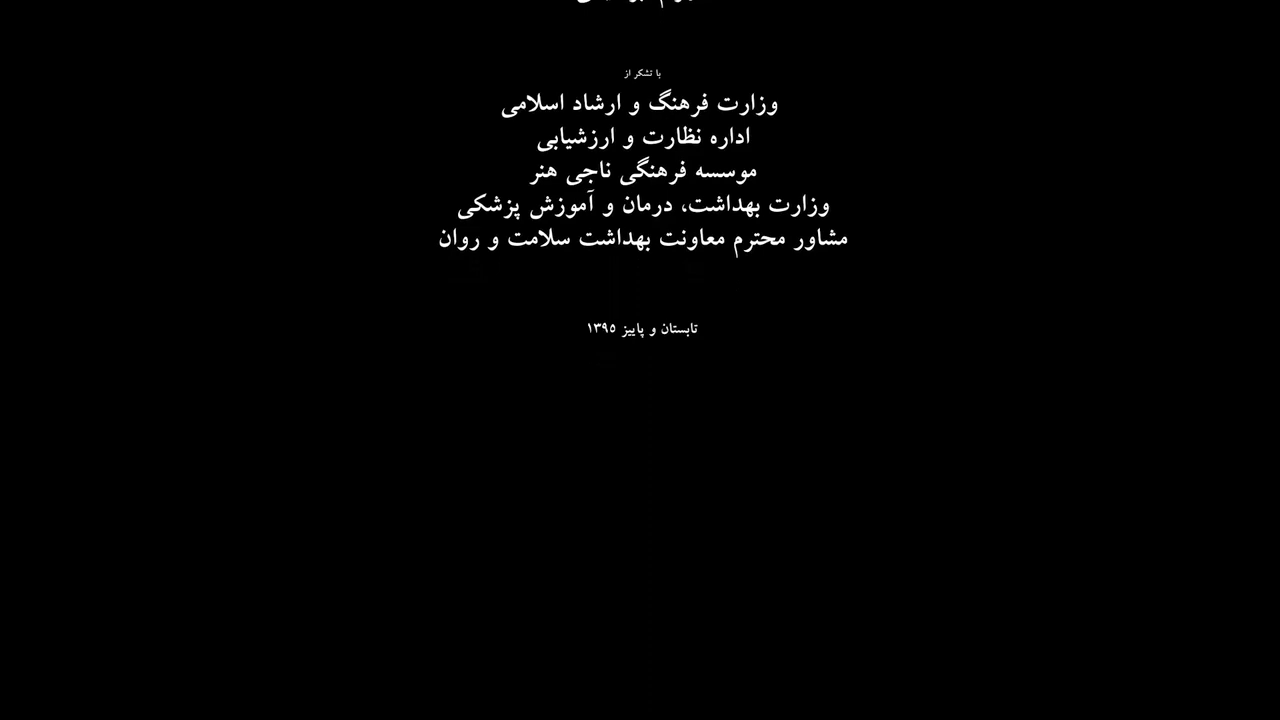 با تشکر از
وزارت فرهنگ و ارشاد اسلامی
اداره نظارت و ارزشیابی
موسسه فرهنگی ناجی هنر
وزارت بهداشت، درمان و آموزش پزشکی
مشاور محترم معاونت بهداشت سلامت و روان
تابستان و پاییز ۱۳۹۵